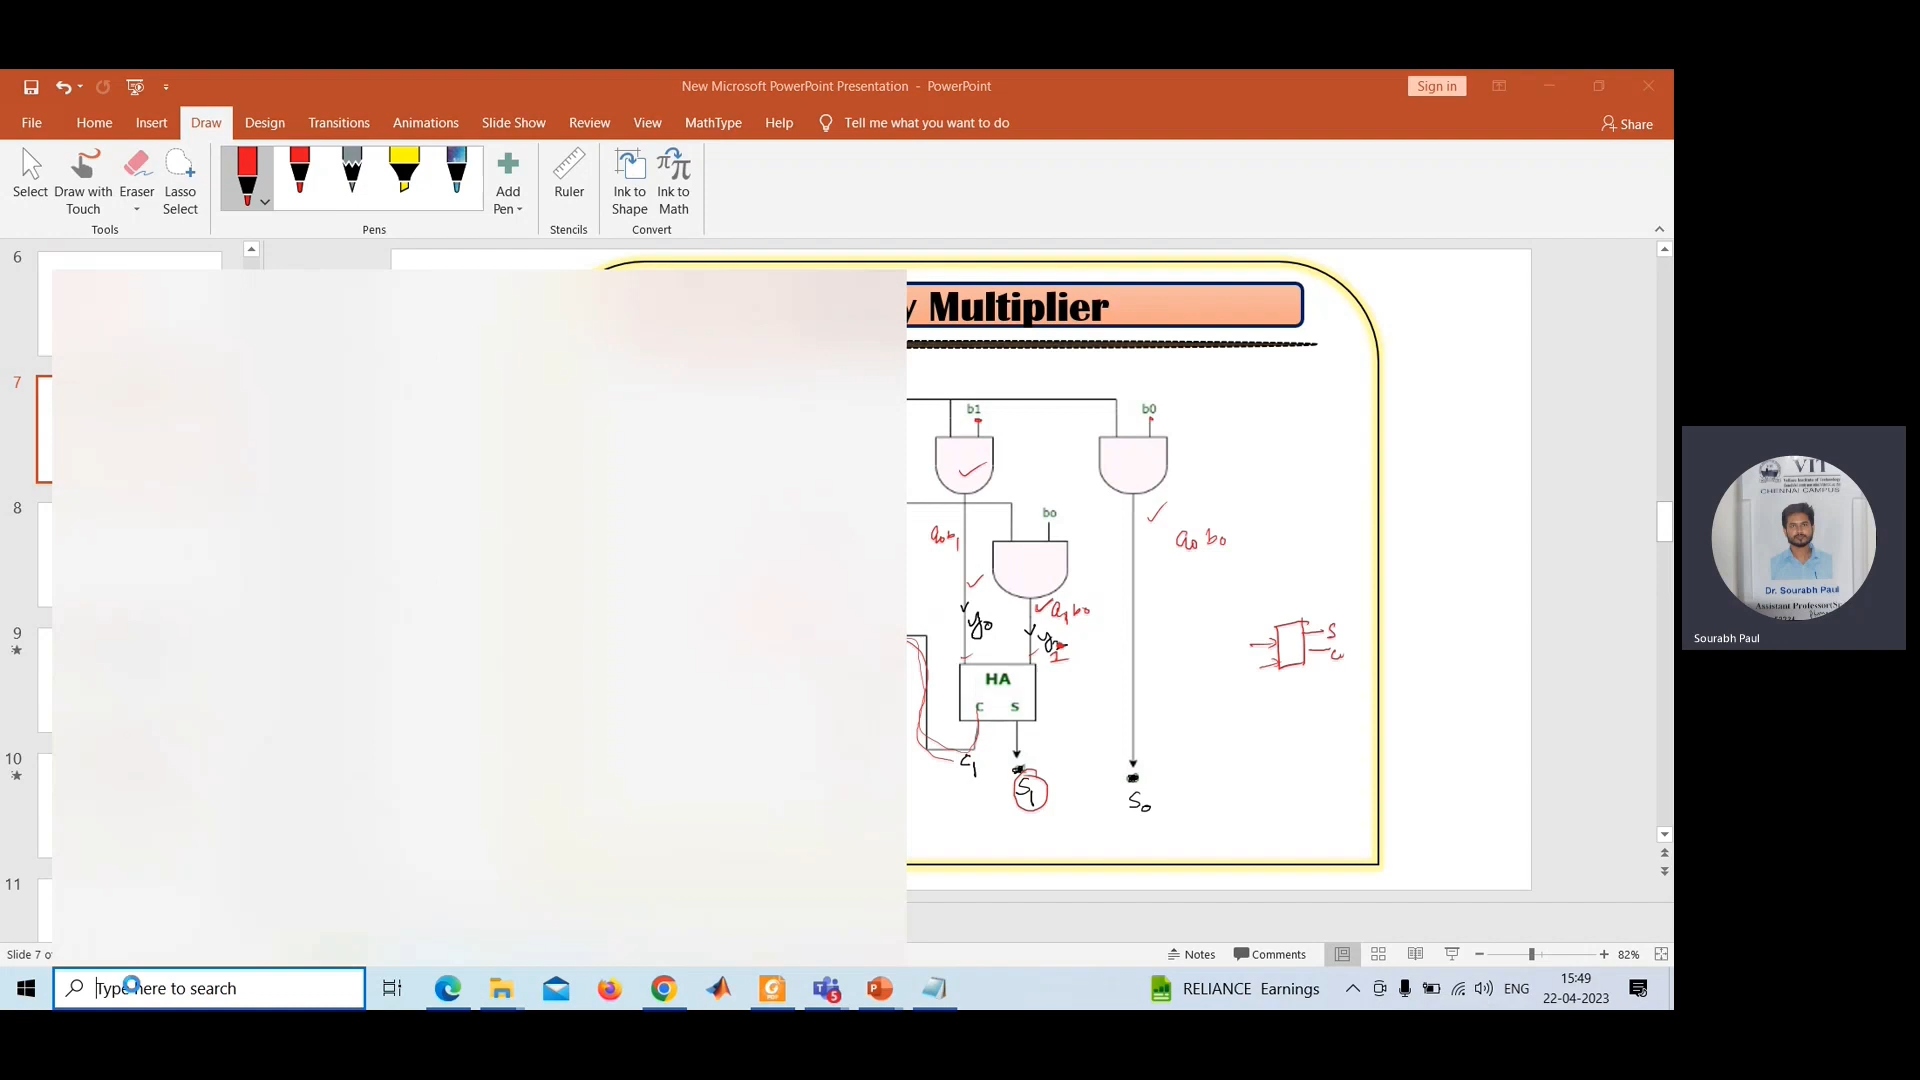 New Microsoft PowerPoint Presentation - PowerPoint
Sign in
File Home Insert Draw Design Transitions Animations Slide Show Review View MathType Help Tell me what you want to do
Share
Select Draw with Touch Eraser Lasso Select
Add Pen Ruler Ink to Shape Ink to Math
Tools Pens Stencils Convert
6
7
8
9
10
11
Multiplier
b1 b0
bo
a0b1
a0 b0
a1b0
y0
y1
HA
C S
C1
S1
S0
S
VIT
CHENNAI CAMPUS
Dr. Sourabh Paul
Sourabh Paul
Slide 7
Notes Comments 82%
Type here to search
RELIANCE Earnings
ENG
15:49
22-04-2023